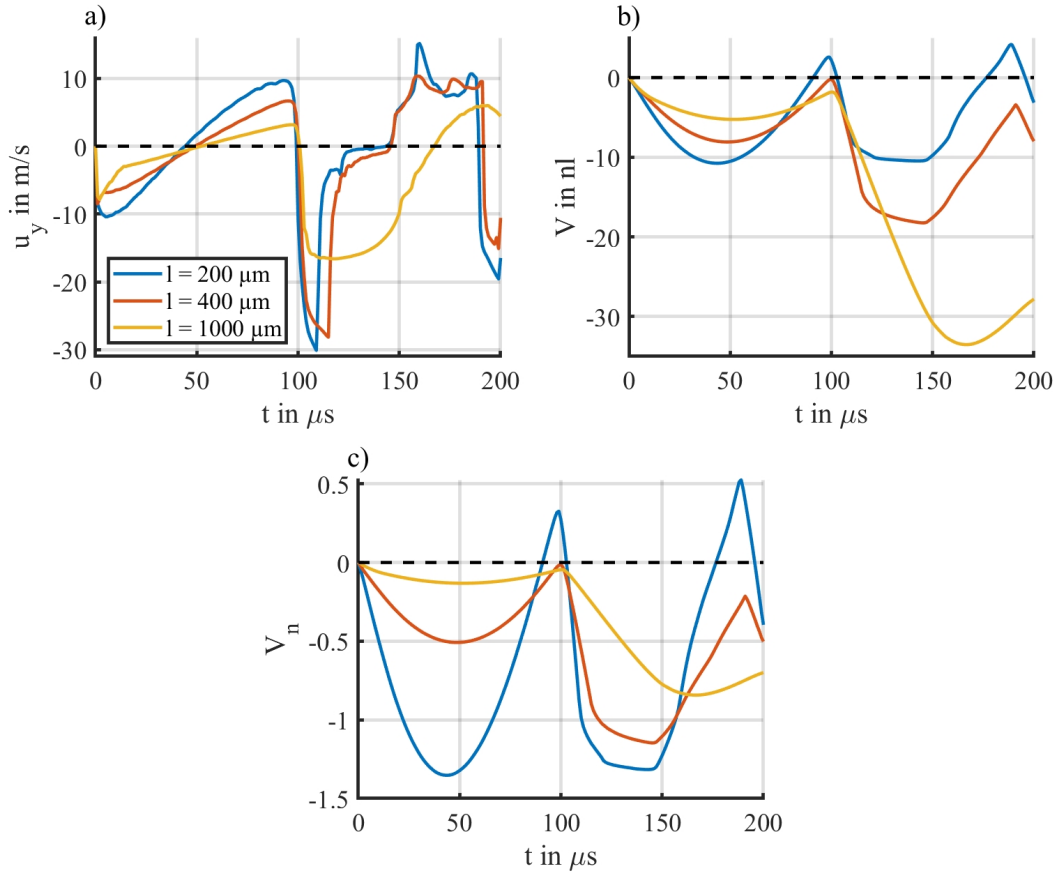 a)
10
0
-10
-20
-30
u_y in m/s
l = 200 µm
l = 400 µm
l = 1000 µm
0 50 100 150 200
t in μs
b)
0
-10
-20
-30
V in nl
0 50 100 150 200
t in μs
c)
0.5
0
-0.5
-1
-1.5
V_n
0 50 100 150 200
t in μs